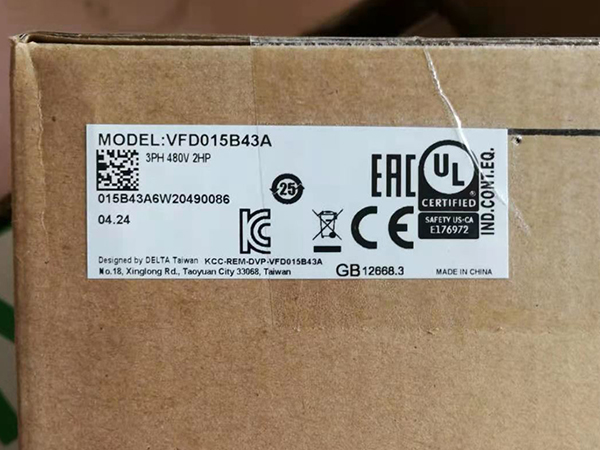 MODEL:VFD015B43A
3PH 480V 2HP
015B43A6W20490086
04.24
25
EAC
UL
CERTIFIED
SAFETY US-CA
E176972
IND.CONT.EQ.
KC
CE
Designed by DELTA Taiwan KCC-REM-DVP-VFD015B43A
No.18, Xinglong Rd., Taoyuan City 33068, Taiwan
GB12668.3
MADE IN CHINA